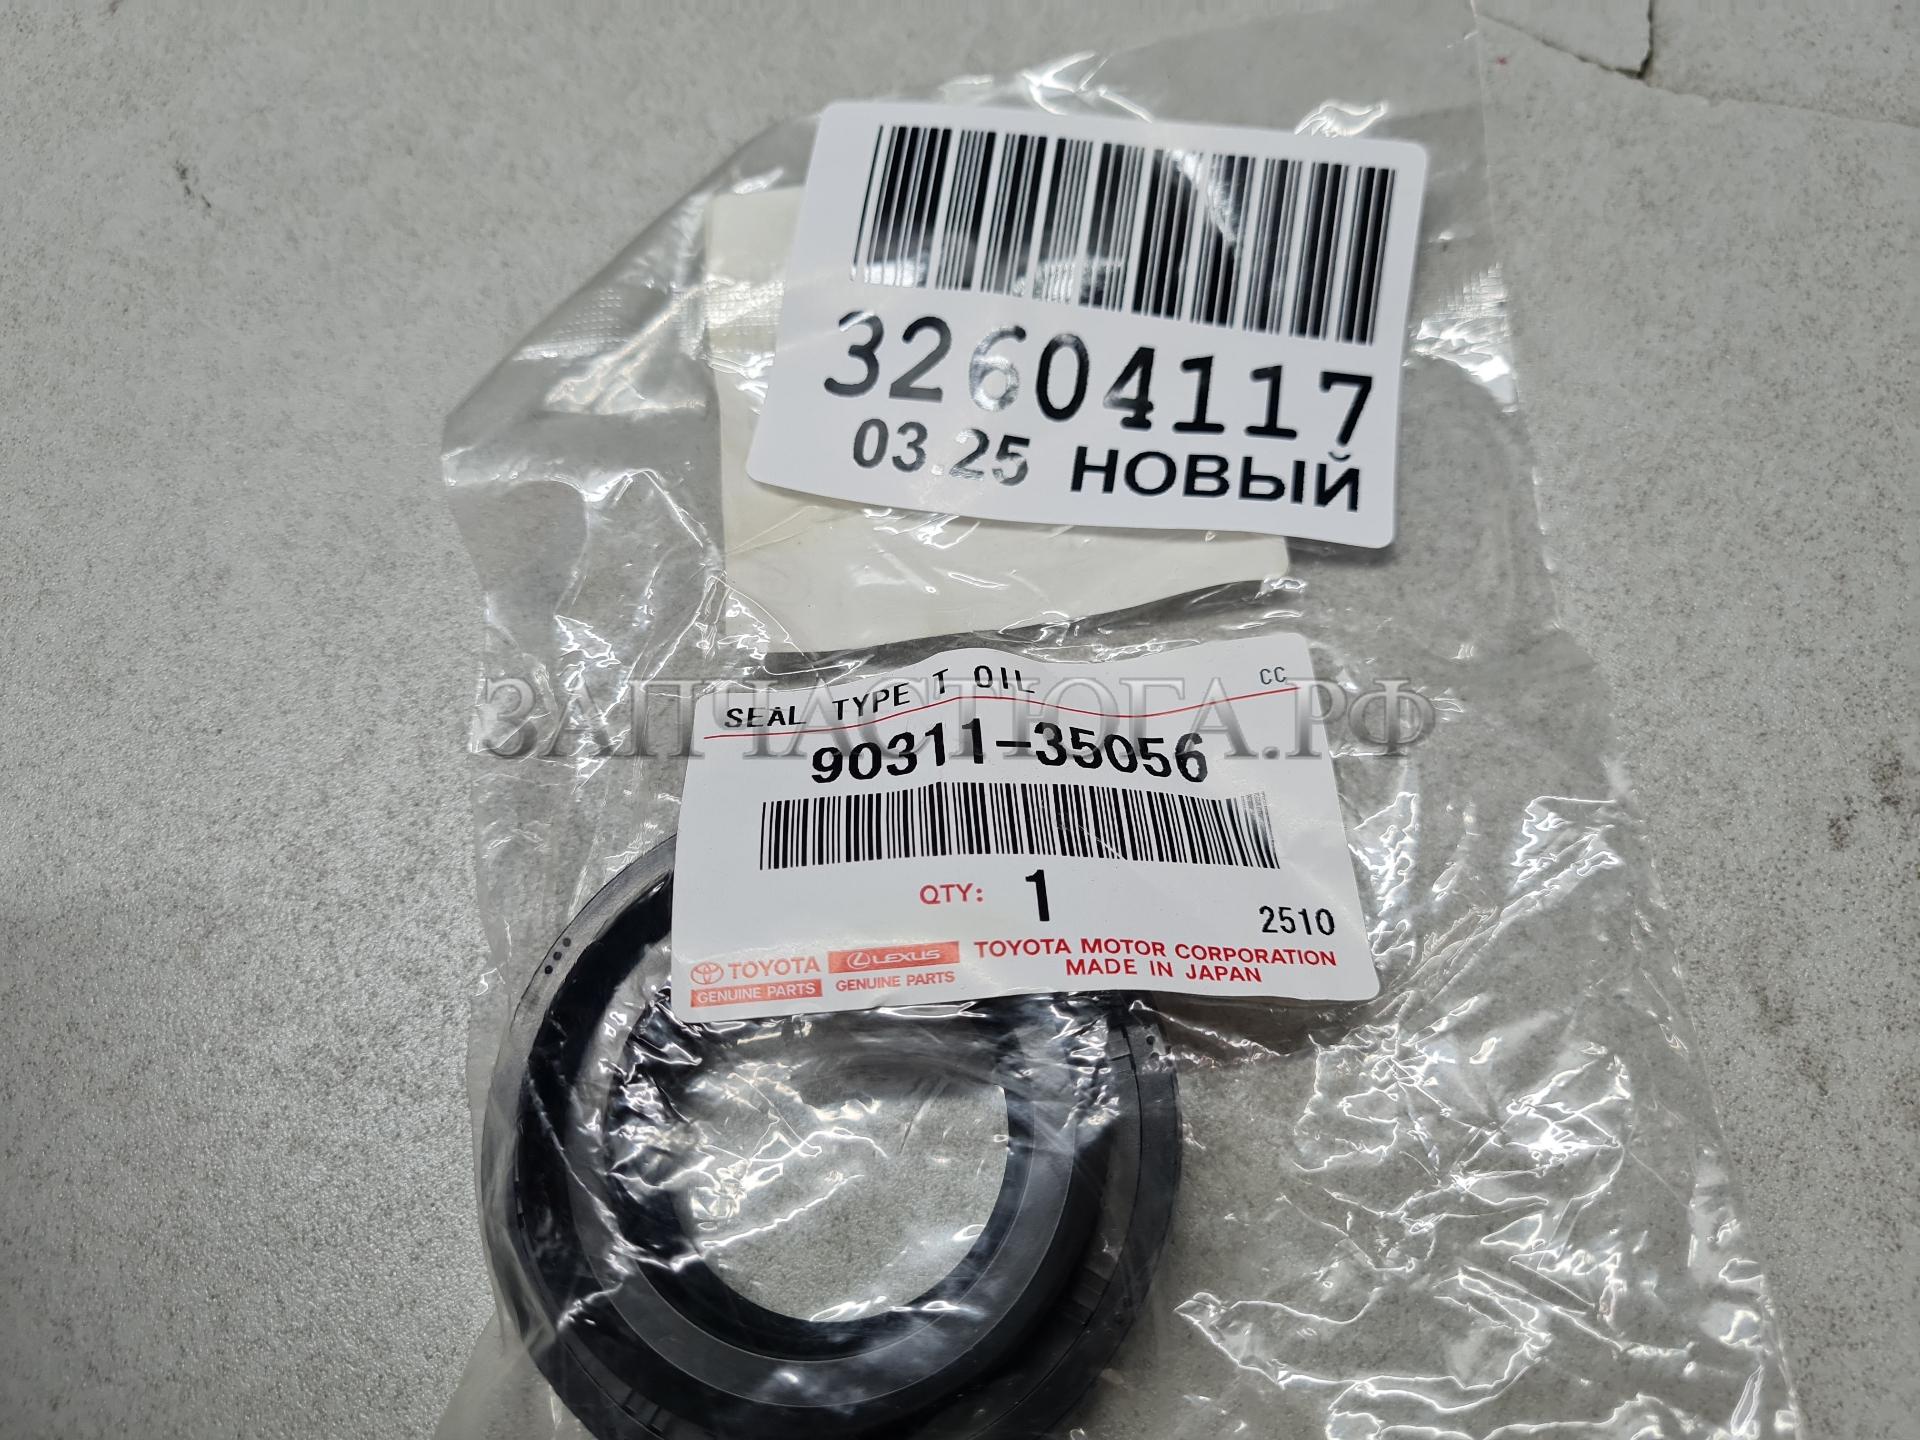 32604117
03.25 НОВЫЙ
SEAL TYPE T OIL CC
90311-35056
QTY: 1
2510
TOYOTA LEXUS TOYOTA MOTOR CORPORATION
GENUINE PARTS GENUINE PARTS MADE IN JAPAN
ЗАПЧАСТЮГА.РФ